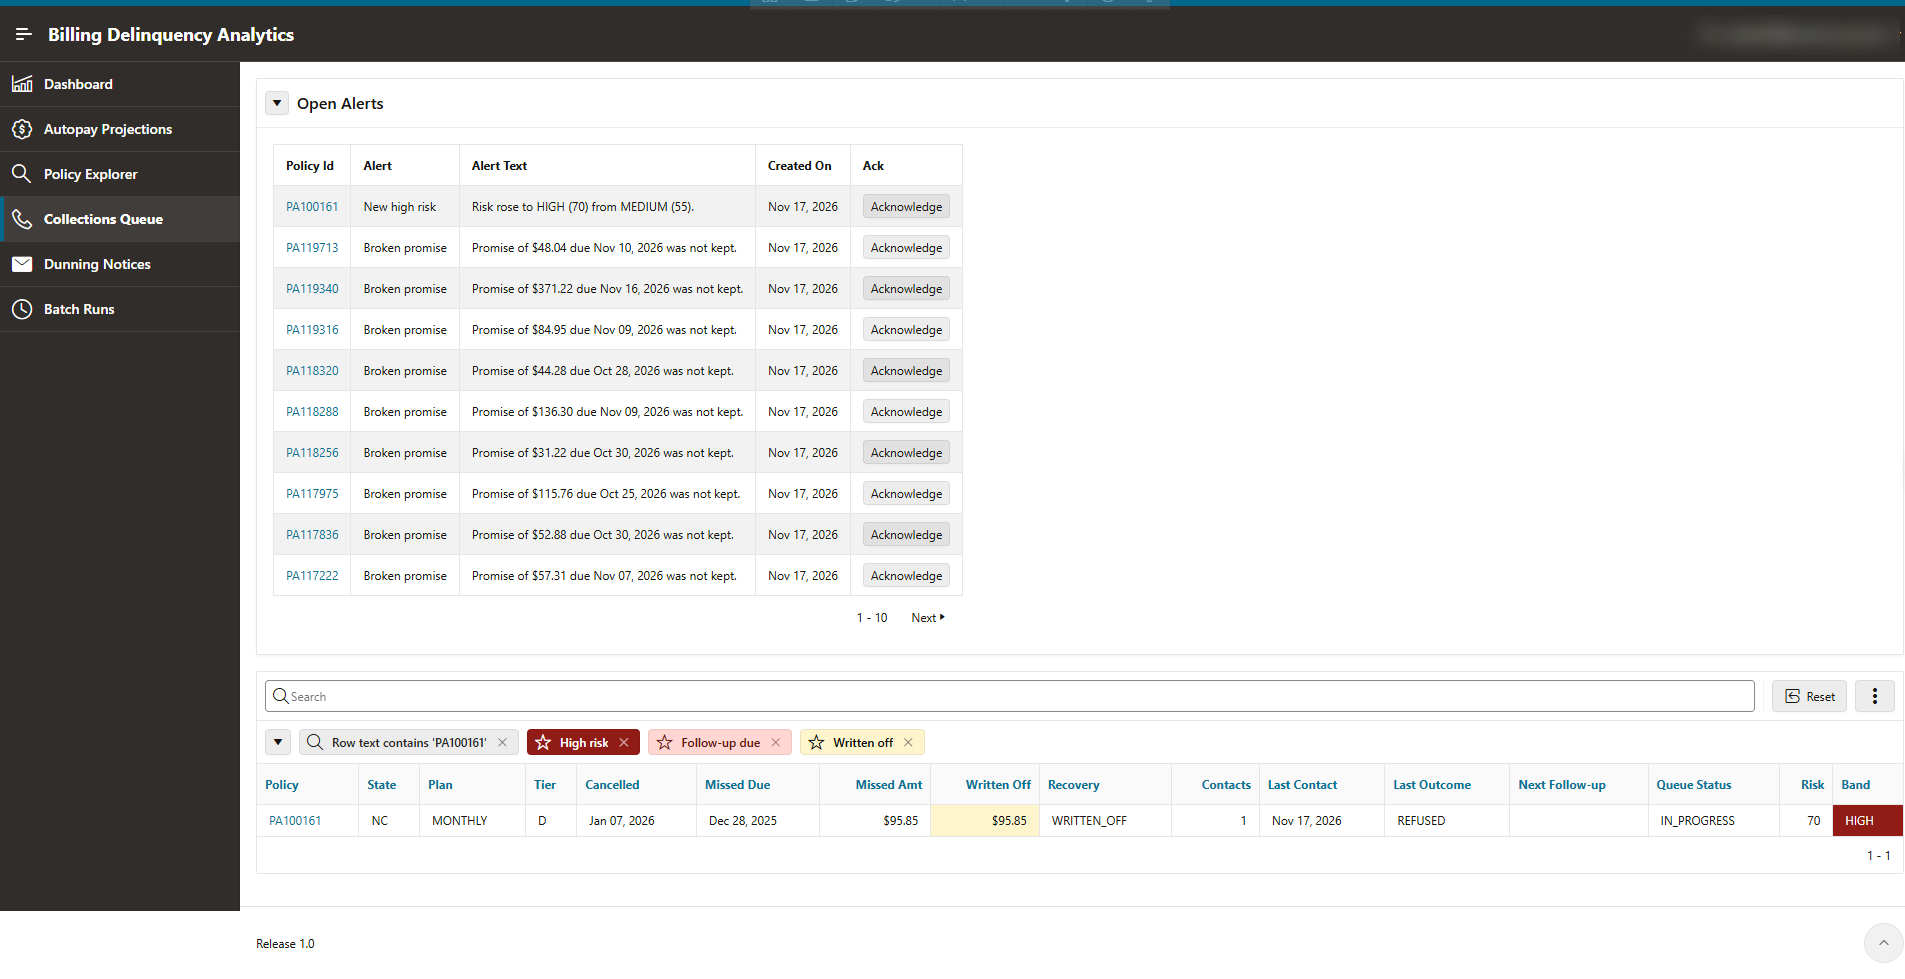 Billing Delinquency Analytics
Dashboard
Autopay Projections
Policy Explorer
Collections Queue
Dunning Notices
Batch Runs
Open Alerts
Policy Id Alert Alert Text Created On Ack
PA100161 New high risk Risk rose to HIGH (70) from MEDIUM (55). Nov 17, 2026 Acknowledge
PA119713 Broken promise Promise of $48.04 due Nov 10, 2026 was not kept. Nov 17, 2026 Acknowledge
PA119340 Broken promise Promise of $371.22 due Nov 16, 2026 was not kept. Nov 17, 2026 Acknowledge
PA119316 Broken promise Promise of $84.95 due Nov 09, 2026 was not kept. Nov 17, 2026 Acknowledge
PA118320 Broken promise Promise of $44.28 due Oct 28, 2026 was not kept. Nov 17, 2026 Acknowledge
PA118288 Broken promise Promise of $136.30 due Nov 09, 2026 was not kept. Nov 17, 2026 Acknowledge
PA118256 Broken promise Promise of $31.22 due Oct 30, 2026 was not kept. Nov 17, 2026 Acknowledge
PA117975 Broken promise Promise of $115.76 due Oct 25, 2026 was not kept. Nov 17, 2026 Acknowledge
PA117836 Broken promise Promise of $52.88 due Oct 30, 2026 was not kept. Nov 17, 2026 Acknowledge
PA117222 Broken promise Promise of $57.31 due Nov 07, 2026 was not kept. Nov 17, 2026 Acknowledge
1 - 10 Next
Search Reset
Row text contains 'PA100161' High risk Follow-up due Written off
Policy State Plan Tier Cancelled Missed Due Missed Amt Written Off Recovery Contacts Last Contact Last Outcome Next Follow-up Queue Status Risk Band
PA100161 NC MONTHLY D Jan 07, 2026 Dec 28, 2025 $95.85 $95.85 WRITTEN_OFF 1 Nov 17, 2026 REFUSED IN_PROGRESS 70 HIGH
1 - 1
Release 1.0